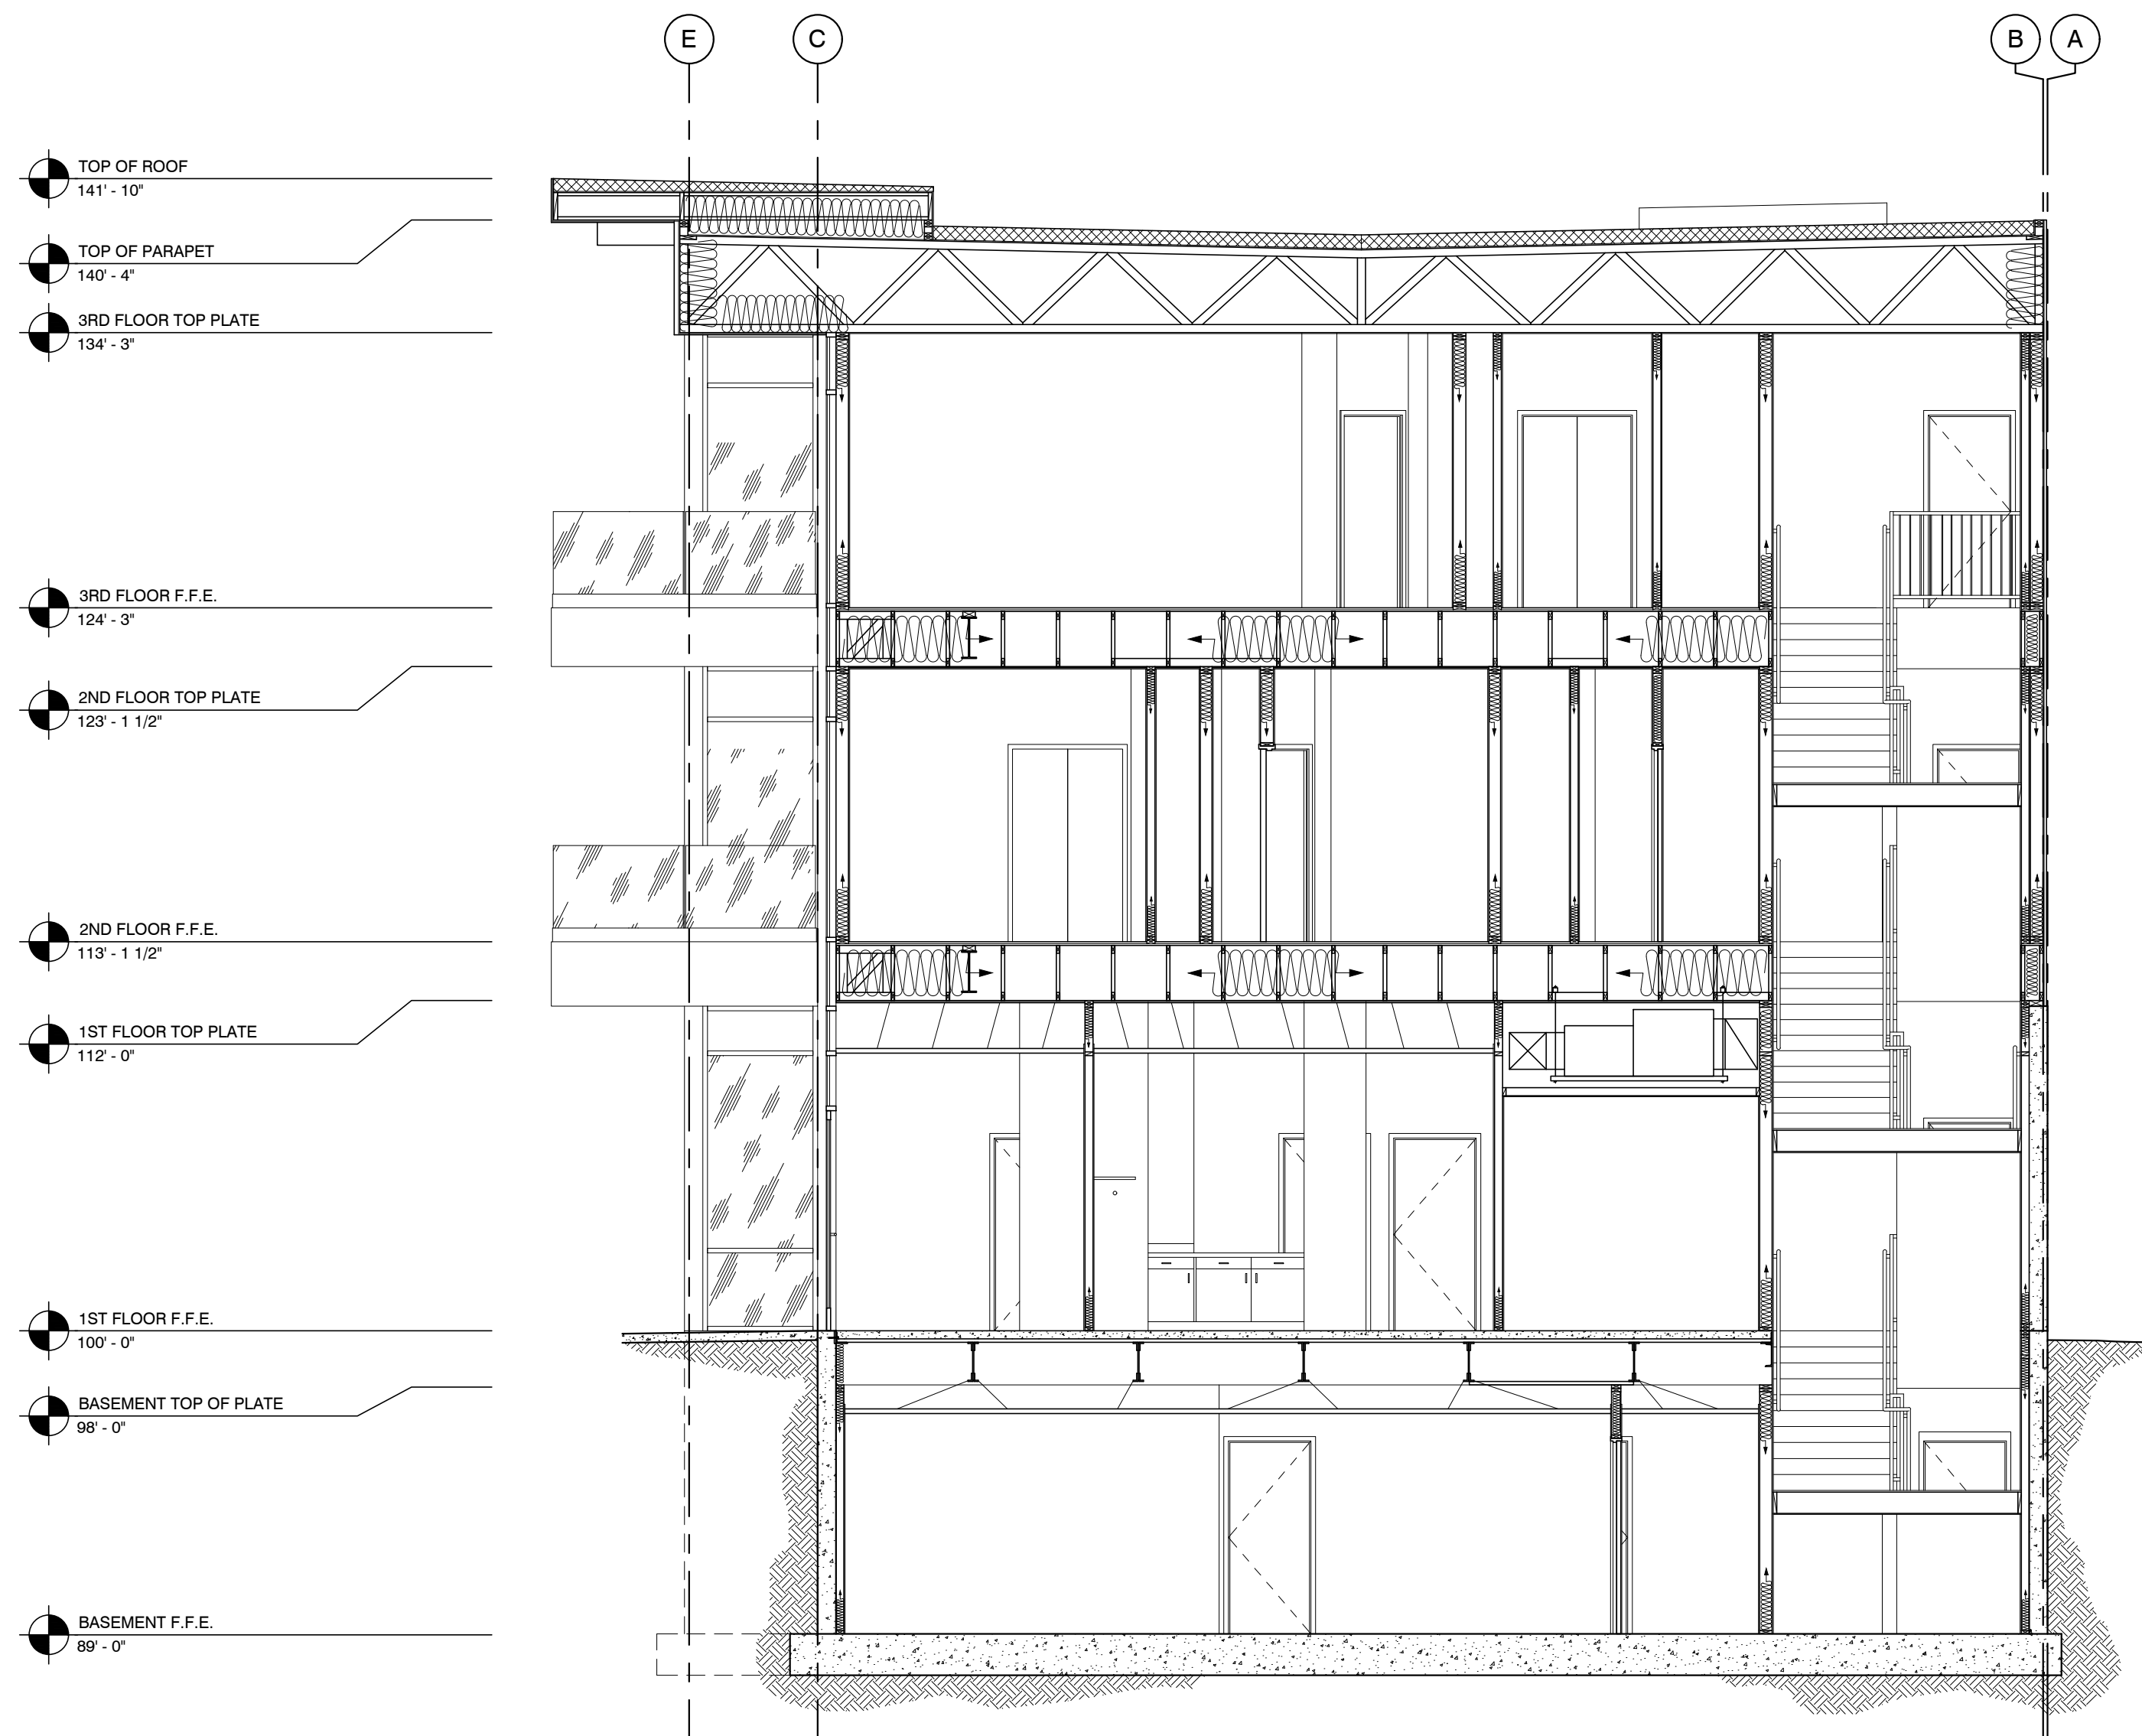 E
C
B
A
TOP OF ROOF
141' - 10"
TOP OF PARAPET
140' - 4"
3RD FLOOR TOP PLATE
134' - 3"
3RD FLOOR F.F.E.
124' - 3"
2ND FLOOR TOP PLATE
123' - 1 1/2"
2ND FLOOR F.F.E.
113' - 1 1/2"
1ST FLOOR TOP PLATE
112' - 0"
1ST FLOOR F.F.E.
100' - 0"
BASEMENT TOP OF PLATE
98' - 0"
BASEMENT F.F.E.
89' - 0"